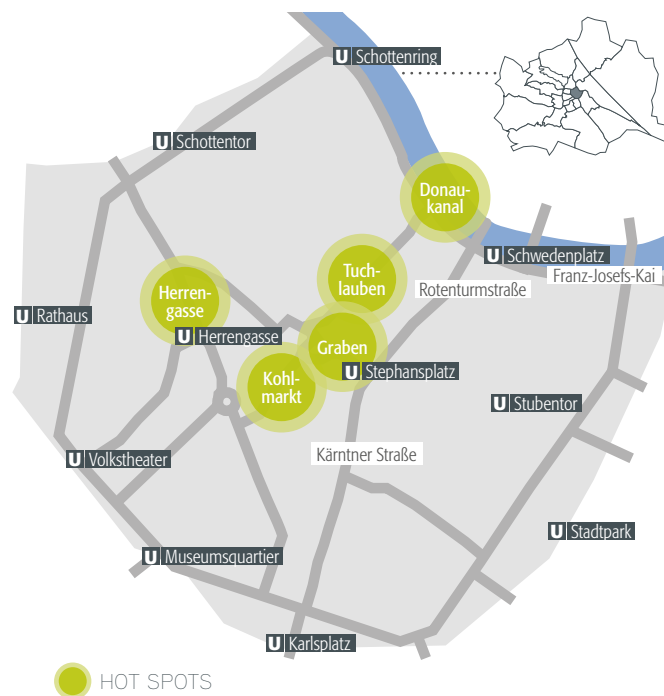 U Schottenring
U Schottentor
Donau-
kanal
U Schwedenplatz
Franz-Josefs-Kai
Tuch-
lauben
Rotenturmstraße
Herren-
gasse
U Rathaus
U Herrengasse
Graben
U Stephansplatz
Kohl-
markt
U Stubentor
Kärntner Straße
U Volkstheater
U Stadtpark
U Museumsquartier
U Karlsplatz
HOT SPOTS